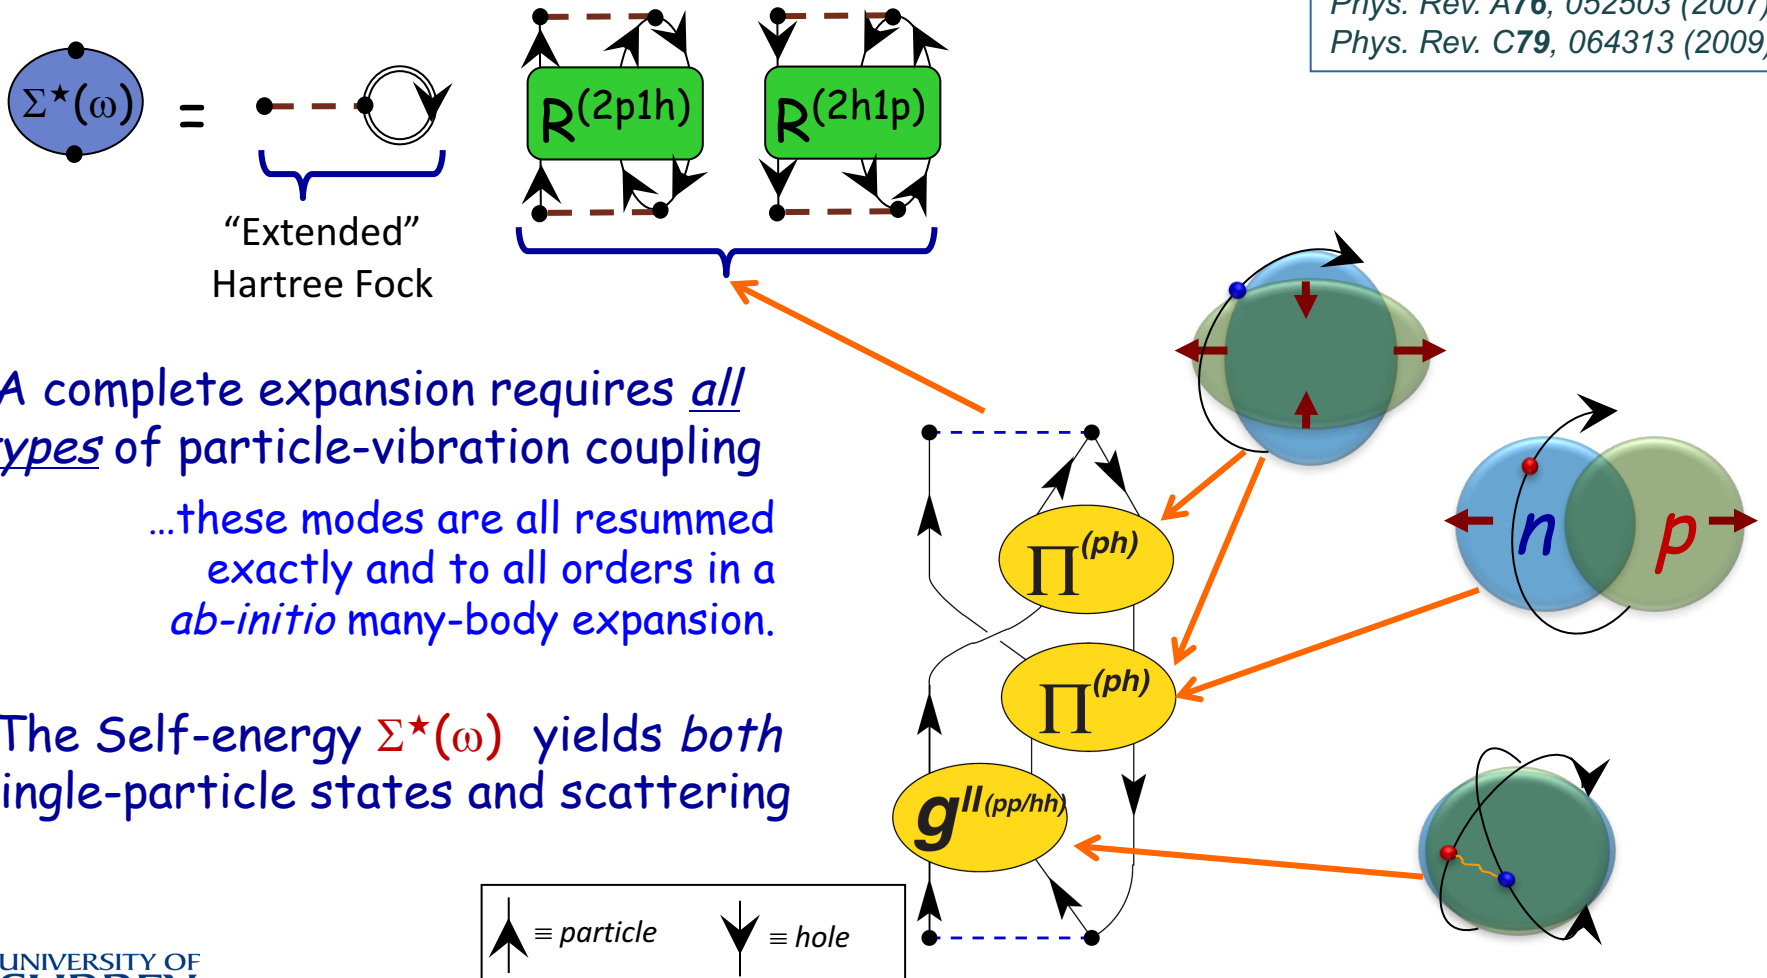 Phys. Rev. A76, 052503 (2007)
Phys. Rev. C79, 064313 (2009)
Σ★(ω) =
R(2p1h)
R(2h1p)
“Extended”
Hartree Fock
A complete expansion requires all
types of particle-vibration coupling
…these modes are all resummed
exactly and to all orders in a
ab-initio many-body expansion.
The Self-energy Σ★(ω) yields both
ingle-particle states and scattering
Π(ph)
Π(ph)
gII(pp/hh)
n p
≡ particle
≡ hole
UNIVERSITY OF